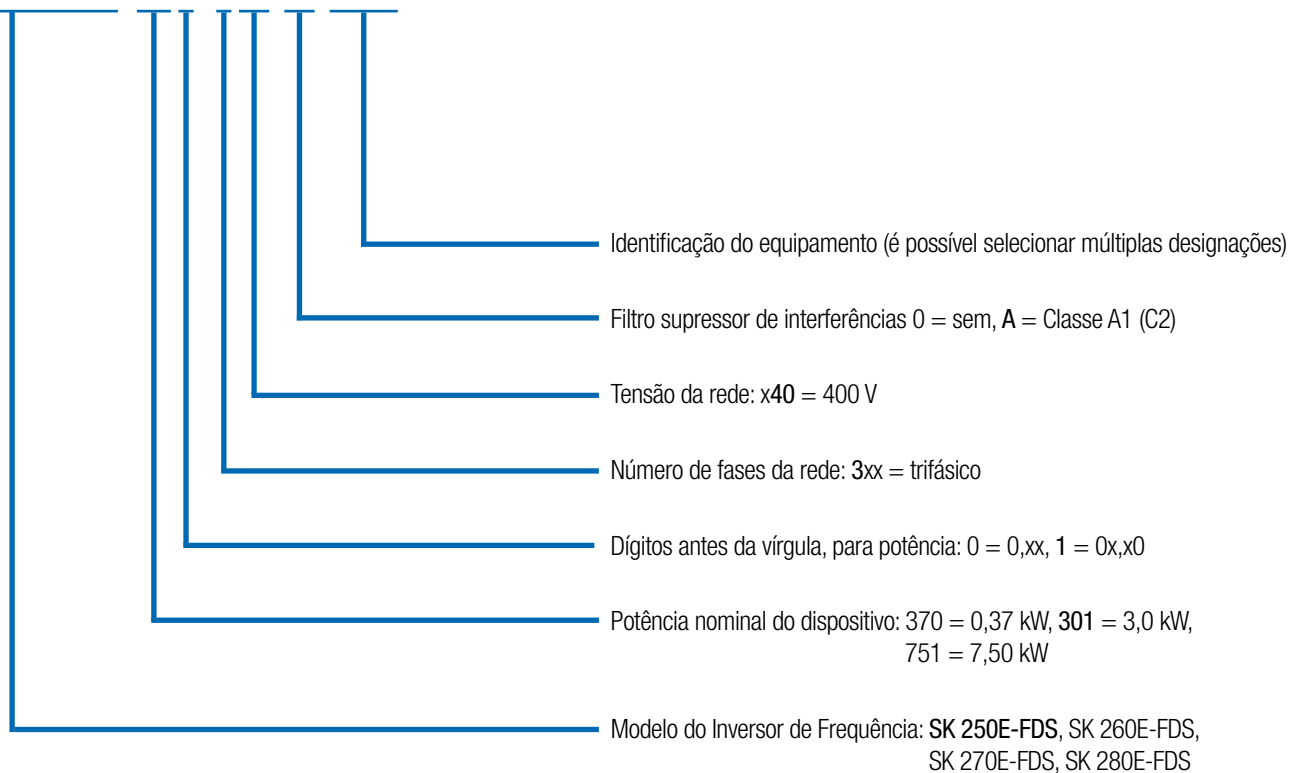 Identificação do equipamento (é possível selecionar múltiplas designações)
Filtro supressor de interferências 0 = sem, A = Classe A1 (C2)
Tensão da rede: x40 = 400 V
Número de fases da rede: 3xx = trifásico
Dígitos antes da vírgula, para potência: 0 = 0,xx, 1 = 0x,x0
Potência nominal do dispositivo: 370 = 0,37 kW, 301 = 3,0 kW,
751 = 7,50 kW
Modelo do Inversor de Frequência: SK 250E-FDS, SK 260E-FDS,
SK 270E-FDS, SK 280E-FDS